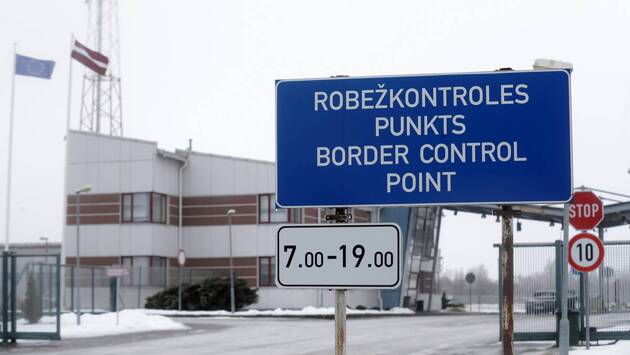 ROBEŽKONTROLES
PUNKTS
BORDER CONTROL
POINT
7.00-19.00
STOP
10